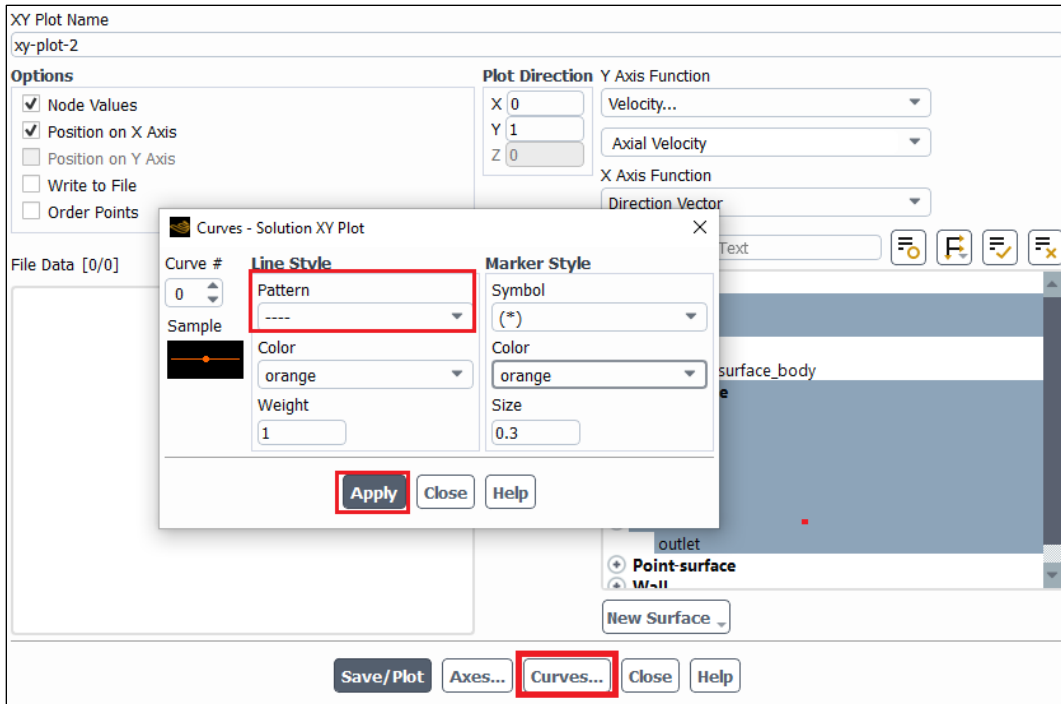 XY Plot Name
xy-plot-2
Options
Node Values
Position on X Axis
Position on Y Axis
Write to File
Order Points
Plot Direction
X 0
Y 1
Z 0
Y Axis Function
Velocity...
Axial Velocity
X Axis Function
Direction Vector
Text
File Data [0/0]
Curves - Solution XY Plot
Curve #
0
Sample
Line Style
Pattern
----
Color
orange
Weight
1
Marker Style
Symbol
(*)
Color
orange
Size
0.3
Apply
Close
Help
surface_body
outlet
Point-surface
Wall
New Surface
Save/Plot
Axes...
Curves...
Close
Help